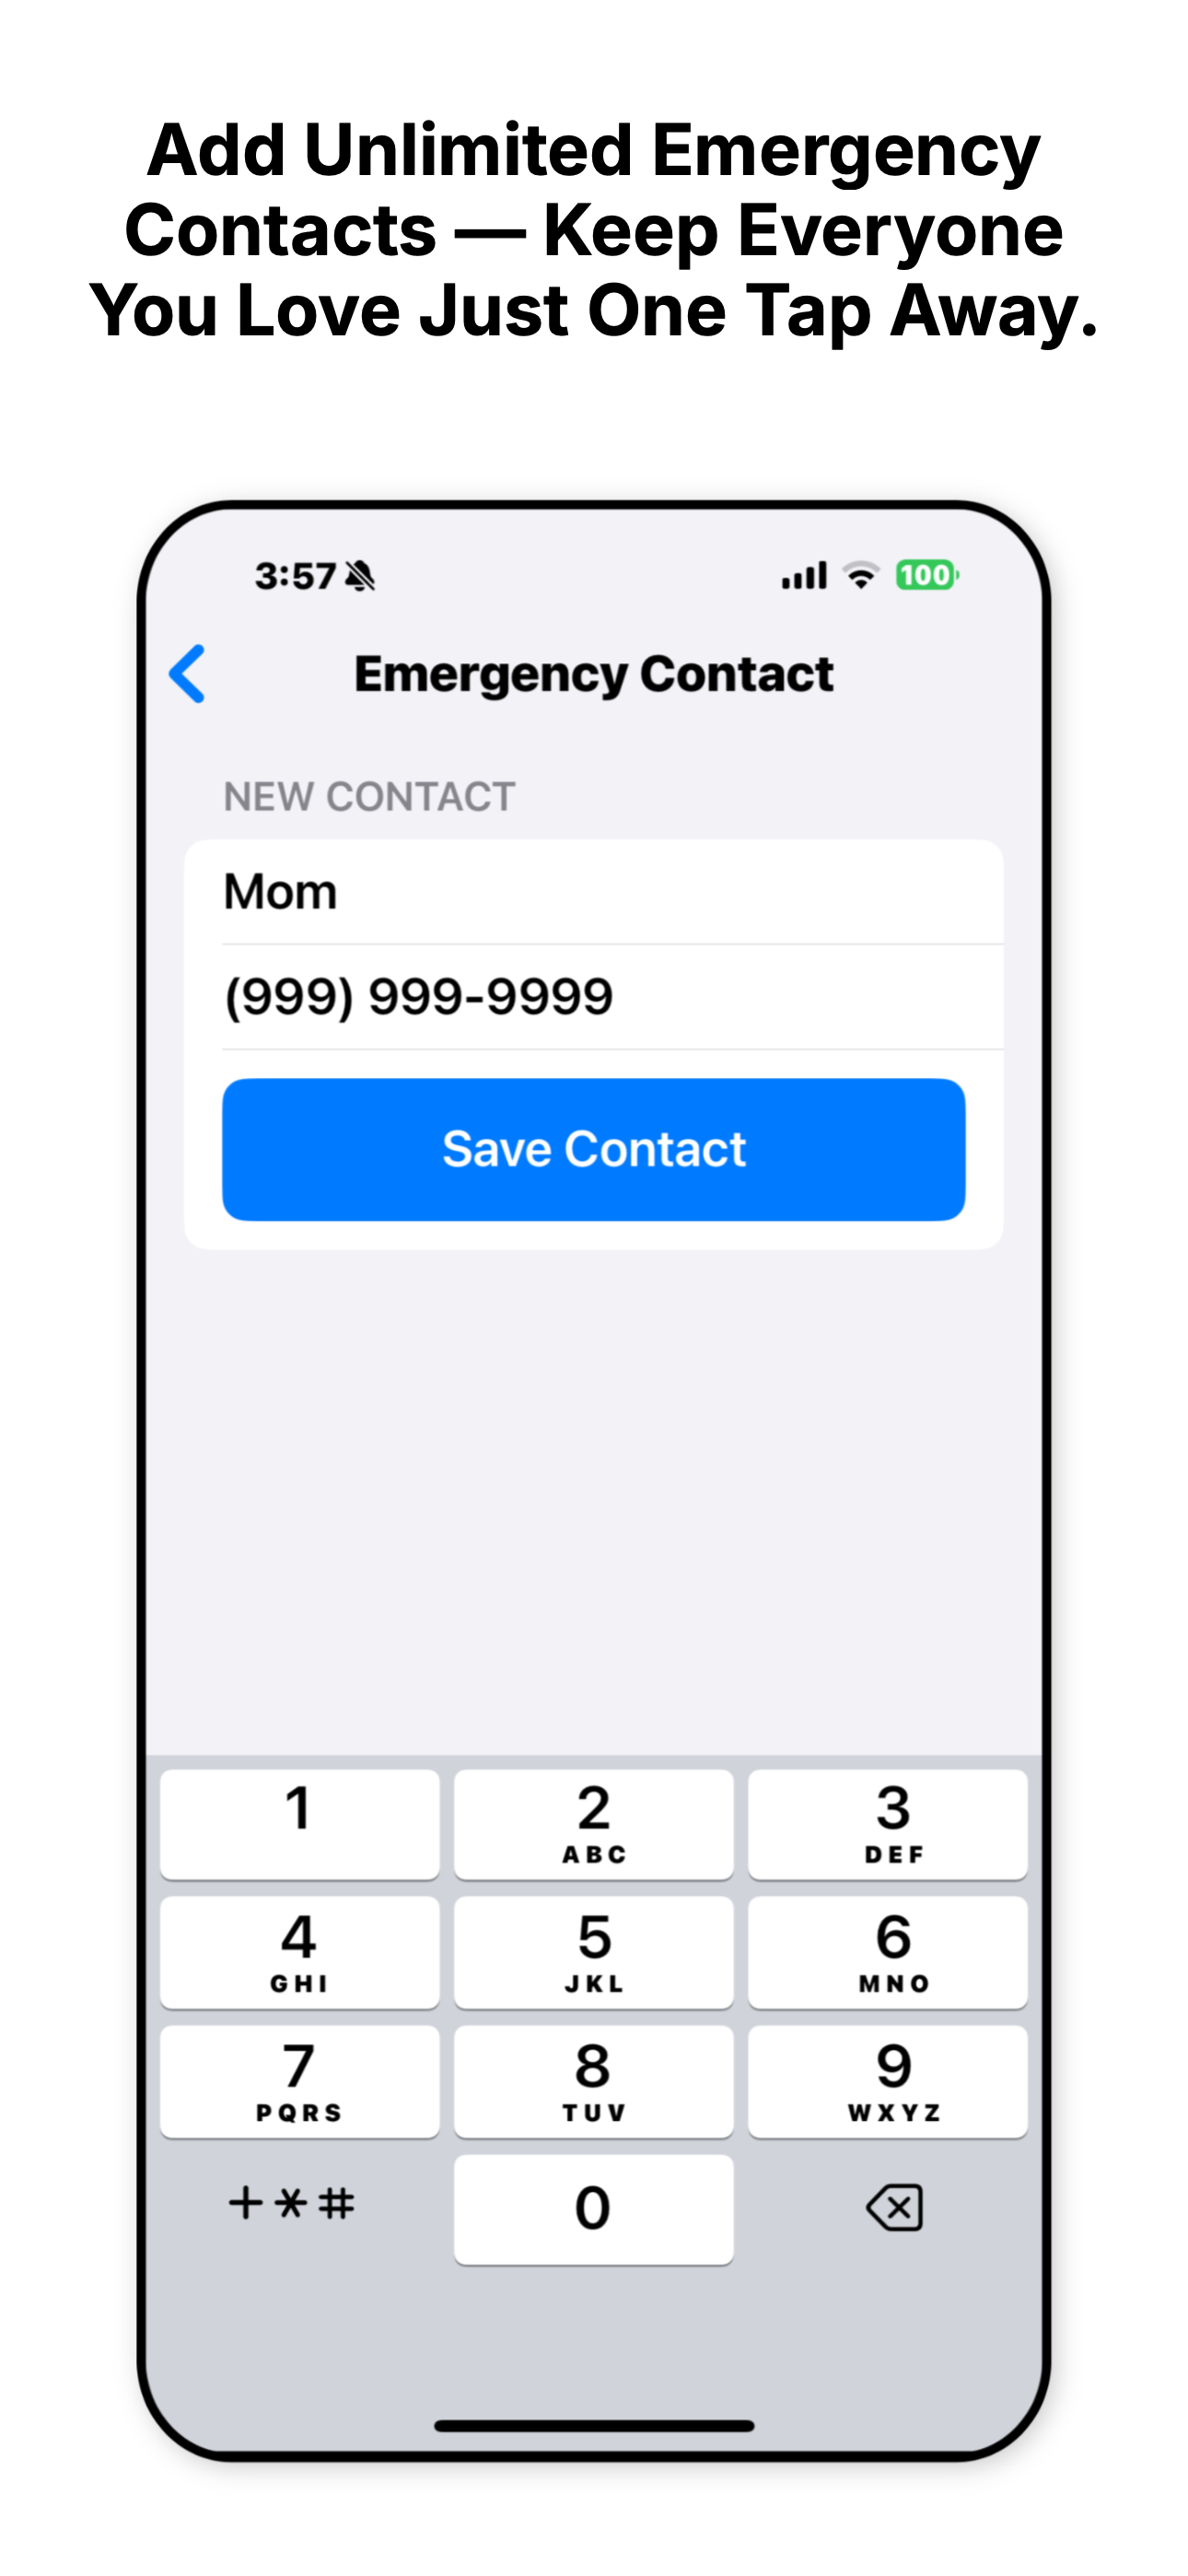 Add Unlimited Emergency
Contacts — Keep Everyone
You Love Just One Tap Away.
3:57
100
Emergency Contact
NEW CONTACT
Mom
(999) 999-9999
Save Contact
1 2 3
ABC DEF
4 5 6
GHI JKL MNO
7 8 9
PQRS TUV WXYZ
+*# 0